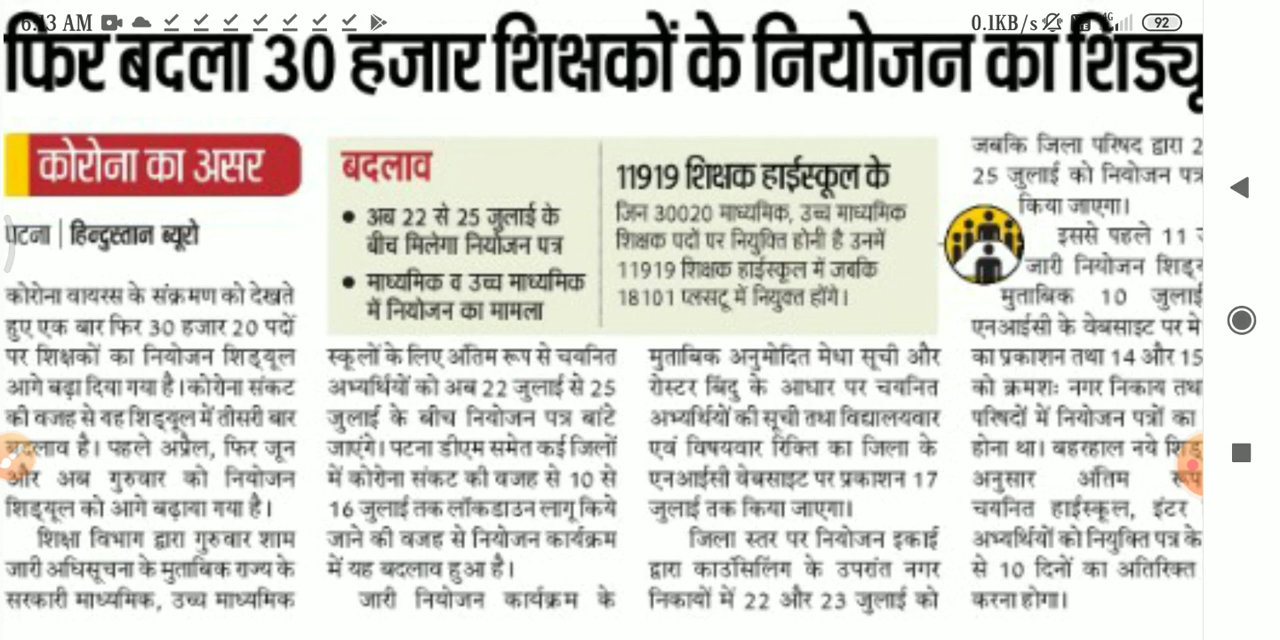 6:13 AM
0.1KB/s
92
फिर बदला 30 हजार शिक्षकों के नियोजन का
कोरोना का असर
पटना | हिन्दुस्तान ब्यूरो
कोरोना वायरस के संक्रमण को देखते
हुए एक बार फिर 30 हजार 20 पदों
पर शिक्षकों का नियोजन शिड्यूल
आगे बढ़ा दिया गया है। कोरोना संकट
की वजह से यह शिड्यूल में तीसरी बार
बदलाव है। पहले अप्रैल, फिर जून
और अब गुरुवार को नियोजन
शिड्यूल को आगे बढ़ाया गया है।
शिक्षा विभाग द्वारा गुरुवार शाम
जारी अधिसूचना के मुताबिक राज्य के
सरकारी माध्यमिक, उच्च माध्यमिक
बदलाव
● अब 22 से 25 जुलाई के
बीच मिलेगा नियोजन पत्र
● माध्यमिक व उच्च माध्यमिक
में नियोजन का मामला
11919 शिक्षक हाईस्कूल के
जिन 30020 माध्यमिक, उच्च माध्यमिक
शिक्षक पदों पर नियुक्ति होनी है उनमें
11919 शिक्षक हाईस्कूल में जबकि
18101 प्लसटू में नियुक्त होंगे।
स्कूलों के लिए अंतिम रूप से चयनित
अभ्यर्थियों को अब 22 जुलाई से 25
जुलाई के बीच नियोजन पत्र बांटे
जाएंगे। पटना डीएम समेत कई जिलों
में कोरोना संकट की वजह से 10 से
16 जुलाई तक लॉकडाउन लागू किये
जाने की वजह से नियोजन कार्यक्रम
में यह बदलाव हुआ है।
जारी नियोजन कार्यक्रम के
मुताबिक अनुमोदित मेधा सूची और
रोस्टर बिंदु के आधार पर चयनित
अभ्यर्थियों की सूची तथा विद्यालयवार
एवं विषयवार रिक्ति का जिला के
एनआईसी वेबसाइट पर प्रकाशन 17
जुलाई तक किया जाएगा।
जिला स्तर पर नियोजन इकाई
द्वारा काउंसिलिंग के उपरांत नगर
निकायों में 22 और 23 जुलाई को
जबकि जिला परिषद द्वारा 2
25 जुलाई को नियोजन पत्र
किया जाएगा।
इससे पहले 11
जारी नियोजन
मुताबिक 10 जुलाई
एनआईसी के वेबसाइट पर मे
का प्रकाशन तथा 14 और 15
को क्रमशः नगर निकाय तथा
परिषदों में नियोजन पत्रों का
होना था। बहरहाल नये
अनुसार अंतिम रूप
चयनित हाईस्कूल, इंटर
अभ्यर्थियों को नियुक्ति पत्र के
से 10 दिनों का अतिरिक्त
करना होगा।